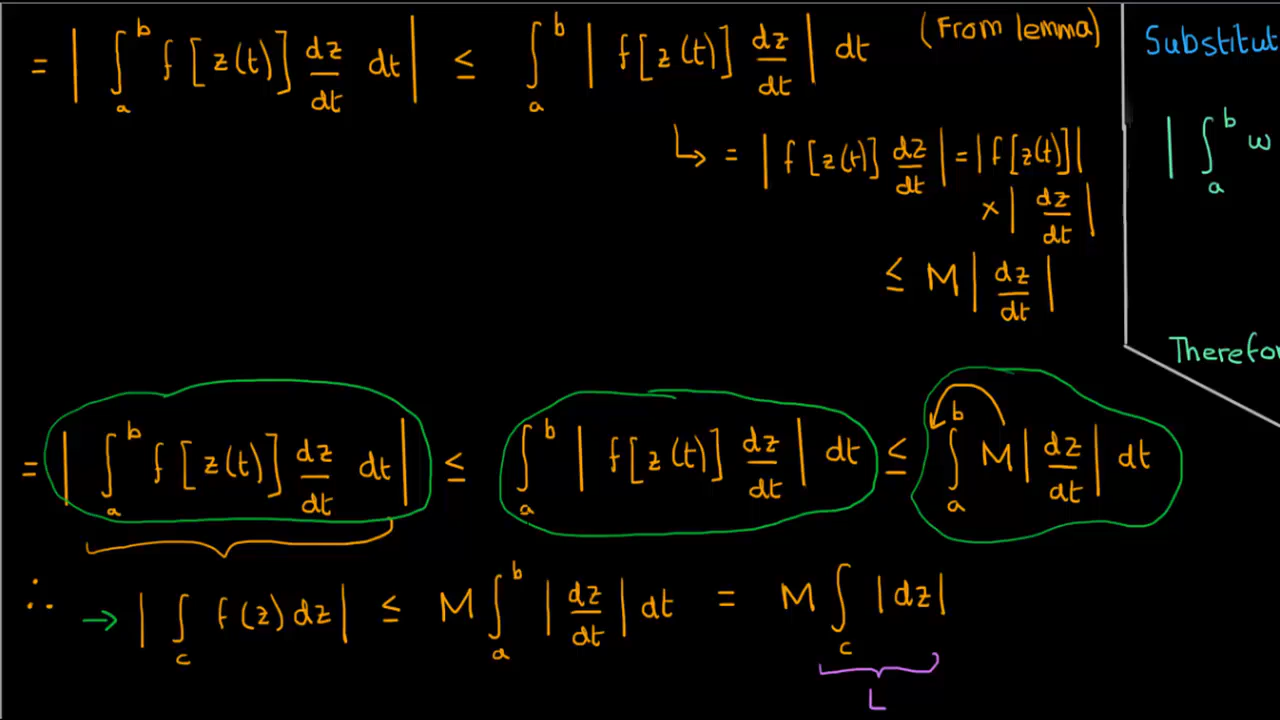 = | ∫_a^b f[z(t)] dz/dt dt | ≤ ∫_a^b | f[z(t)] dz/dt | dt (From lemma)
↳ = | f[z(t)] dz/dt | = | f[z(t)] |
× | dz/dt |
≤ M | dz/dt |
= | ∫_a^b f[z(t)] dz/dt dt | ≤ ∫_a^b | f[z(t)] dz/dt | dt ≤ ∫_a^b M | dz/dt | dt
∴ → | ∫_c f(z) dz | ≤ M ∫_a^b | dz/dt | dt = M ∫_c |dz|
L
Substitut
| ∫_a^b ω
Therefor